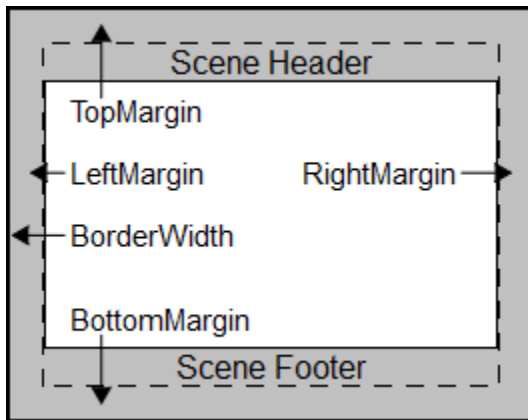 Scene Header
TopMargin
LeftMargin RightMargin
BorderWidth
BottomMargin
Scene Footer